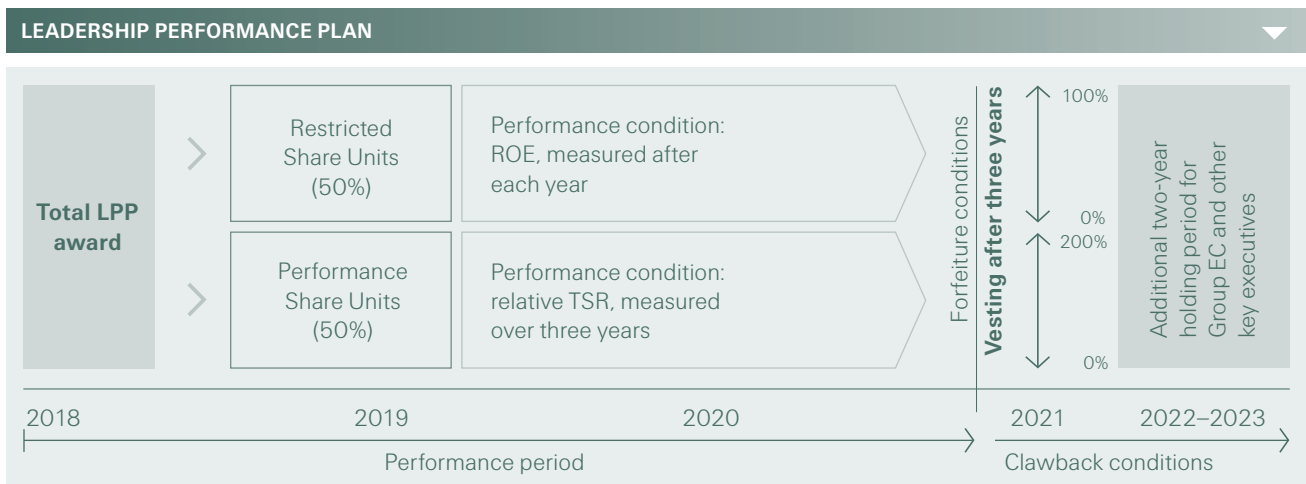 LEADERSHIP PERFORMANCE PLAN
Total LPP
award
Restricted
Share Units
(50%)
Performance condition:
ROE, measured after
each year
Performance
Share Units
(50%)
Performance condition:
relative TSR, measured
over three years
Forfeiture conditions
Vesting after three years
100%
0%
200%
0%
Additional two-year
holding period for
Group EC and other
key executives
2018
2019
2020
2021
2022–2023
Performance period
Clawback conditions